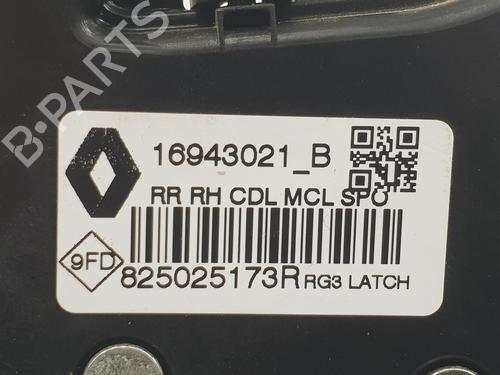 B-PARTS
16943021_B
RR RH CDL MCL SPO
9FD
825025173R RG3 LATCH